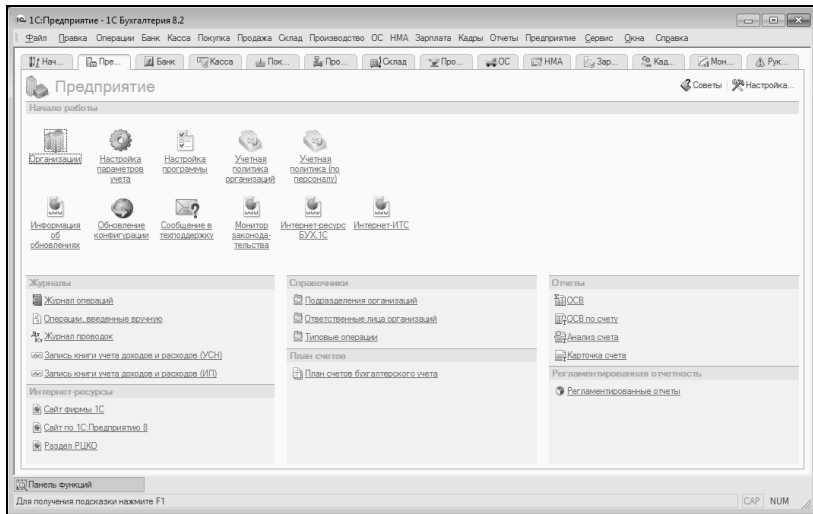 1С:Предприятие - 1С Бухгалтерия 8.2
Файл Правка Операции Банк Касса Покупка Продажа Склад Производство ОС НМА Зарплата Кадры Отчеты Предприятие Сервис Окна Справка
Нач... Пре... Банк Касса Пок... Про... Склад Про... ОС НМА Зар... Кад... Мон... Рук...
Предприятие
Советы Настройка...
Начало работы
Организации Настройка параметров учета Настройка программы Учетная политика организаций Учетная политика (по персоналу)
Информация об обновлениях Обновление конфигурации Сообщение в техподдержку Монитор законода-тельства Интернет-ресурс БУХ.1С Интернет-ИТС
Журналы
Журнал операций
Операции, введенные вручную
Журнал проводок
Запись книги учета доходов и расходов (УСН)
Запись книги учета доходов и расходов (ИП)
Интернет-ресурсы
Сайт фирмы 1С
Сайт по 1С:Предприятию 8
Раздел РЦКО
Справочники
Подразделения организаций
Ответственные лица организаций
Типовые операции
План счетов
План счетов бухгалтерского учета
Отчеты
ОСВ
ОСВ по счету
Анализ счета
Карточка счета
Регламентированная отчетность
Регламентированные отчеты
Панель функций
Для получения подсказки нажмите F1
CAP NUM